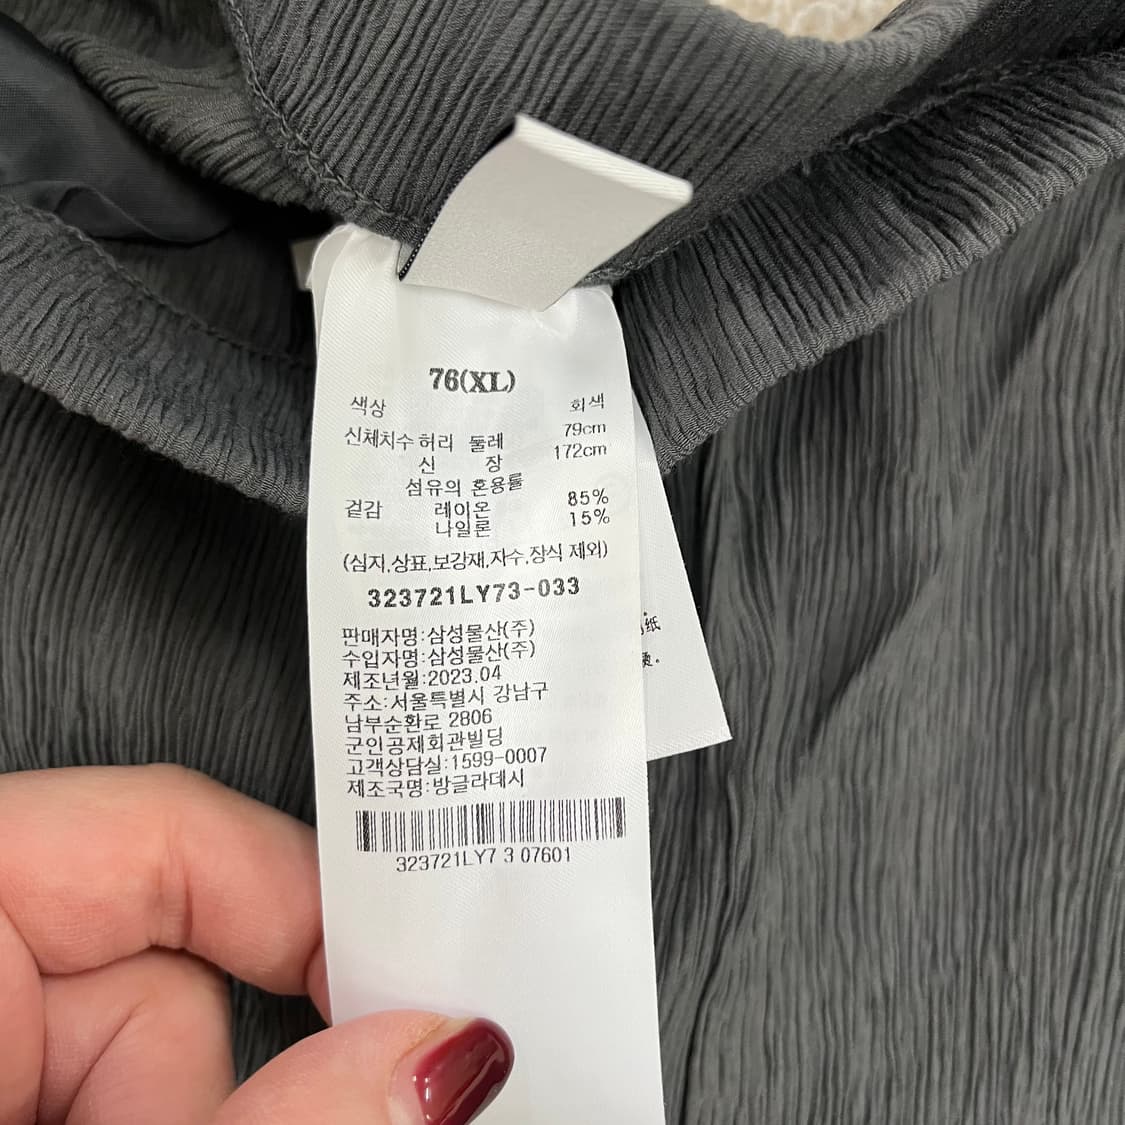 76(XL)
색상 회색
신체치수 허리 둘레 79cm
신 장 172cm
섬유의 혼용률
겉감 레이온 85%
나일론 15%
(심지,상표,보강재,자수,장식 제외)
323721LY73-033
판매자명:삼성물산(주)
수입자명:삼성물산(주)
제조년월:2023.04
주소:서울특별시 강남구
남부순환로 2806
군인공제회관빌딩
고객상담실:1599-0007
제조국명:방글라데시
323721LY7 3 07601
纸
烫。